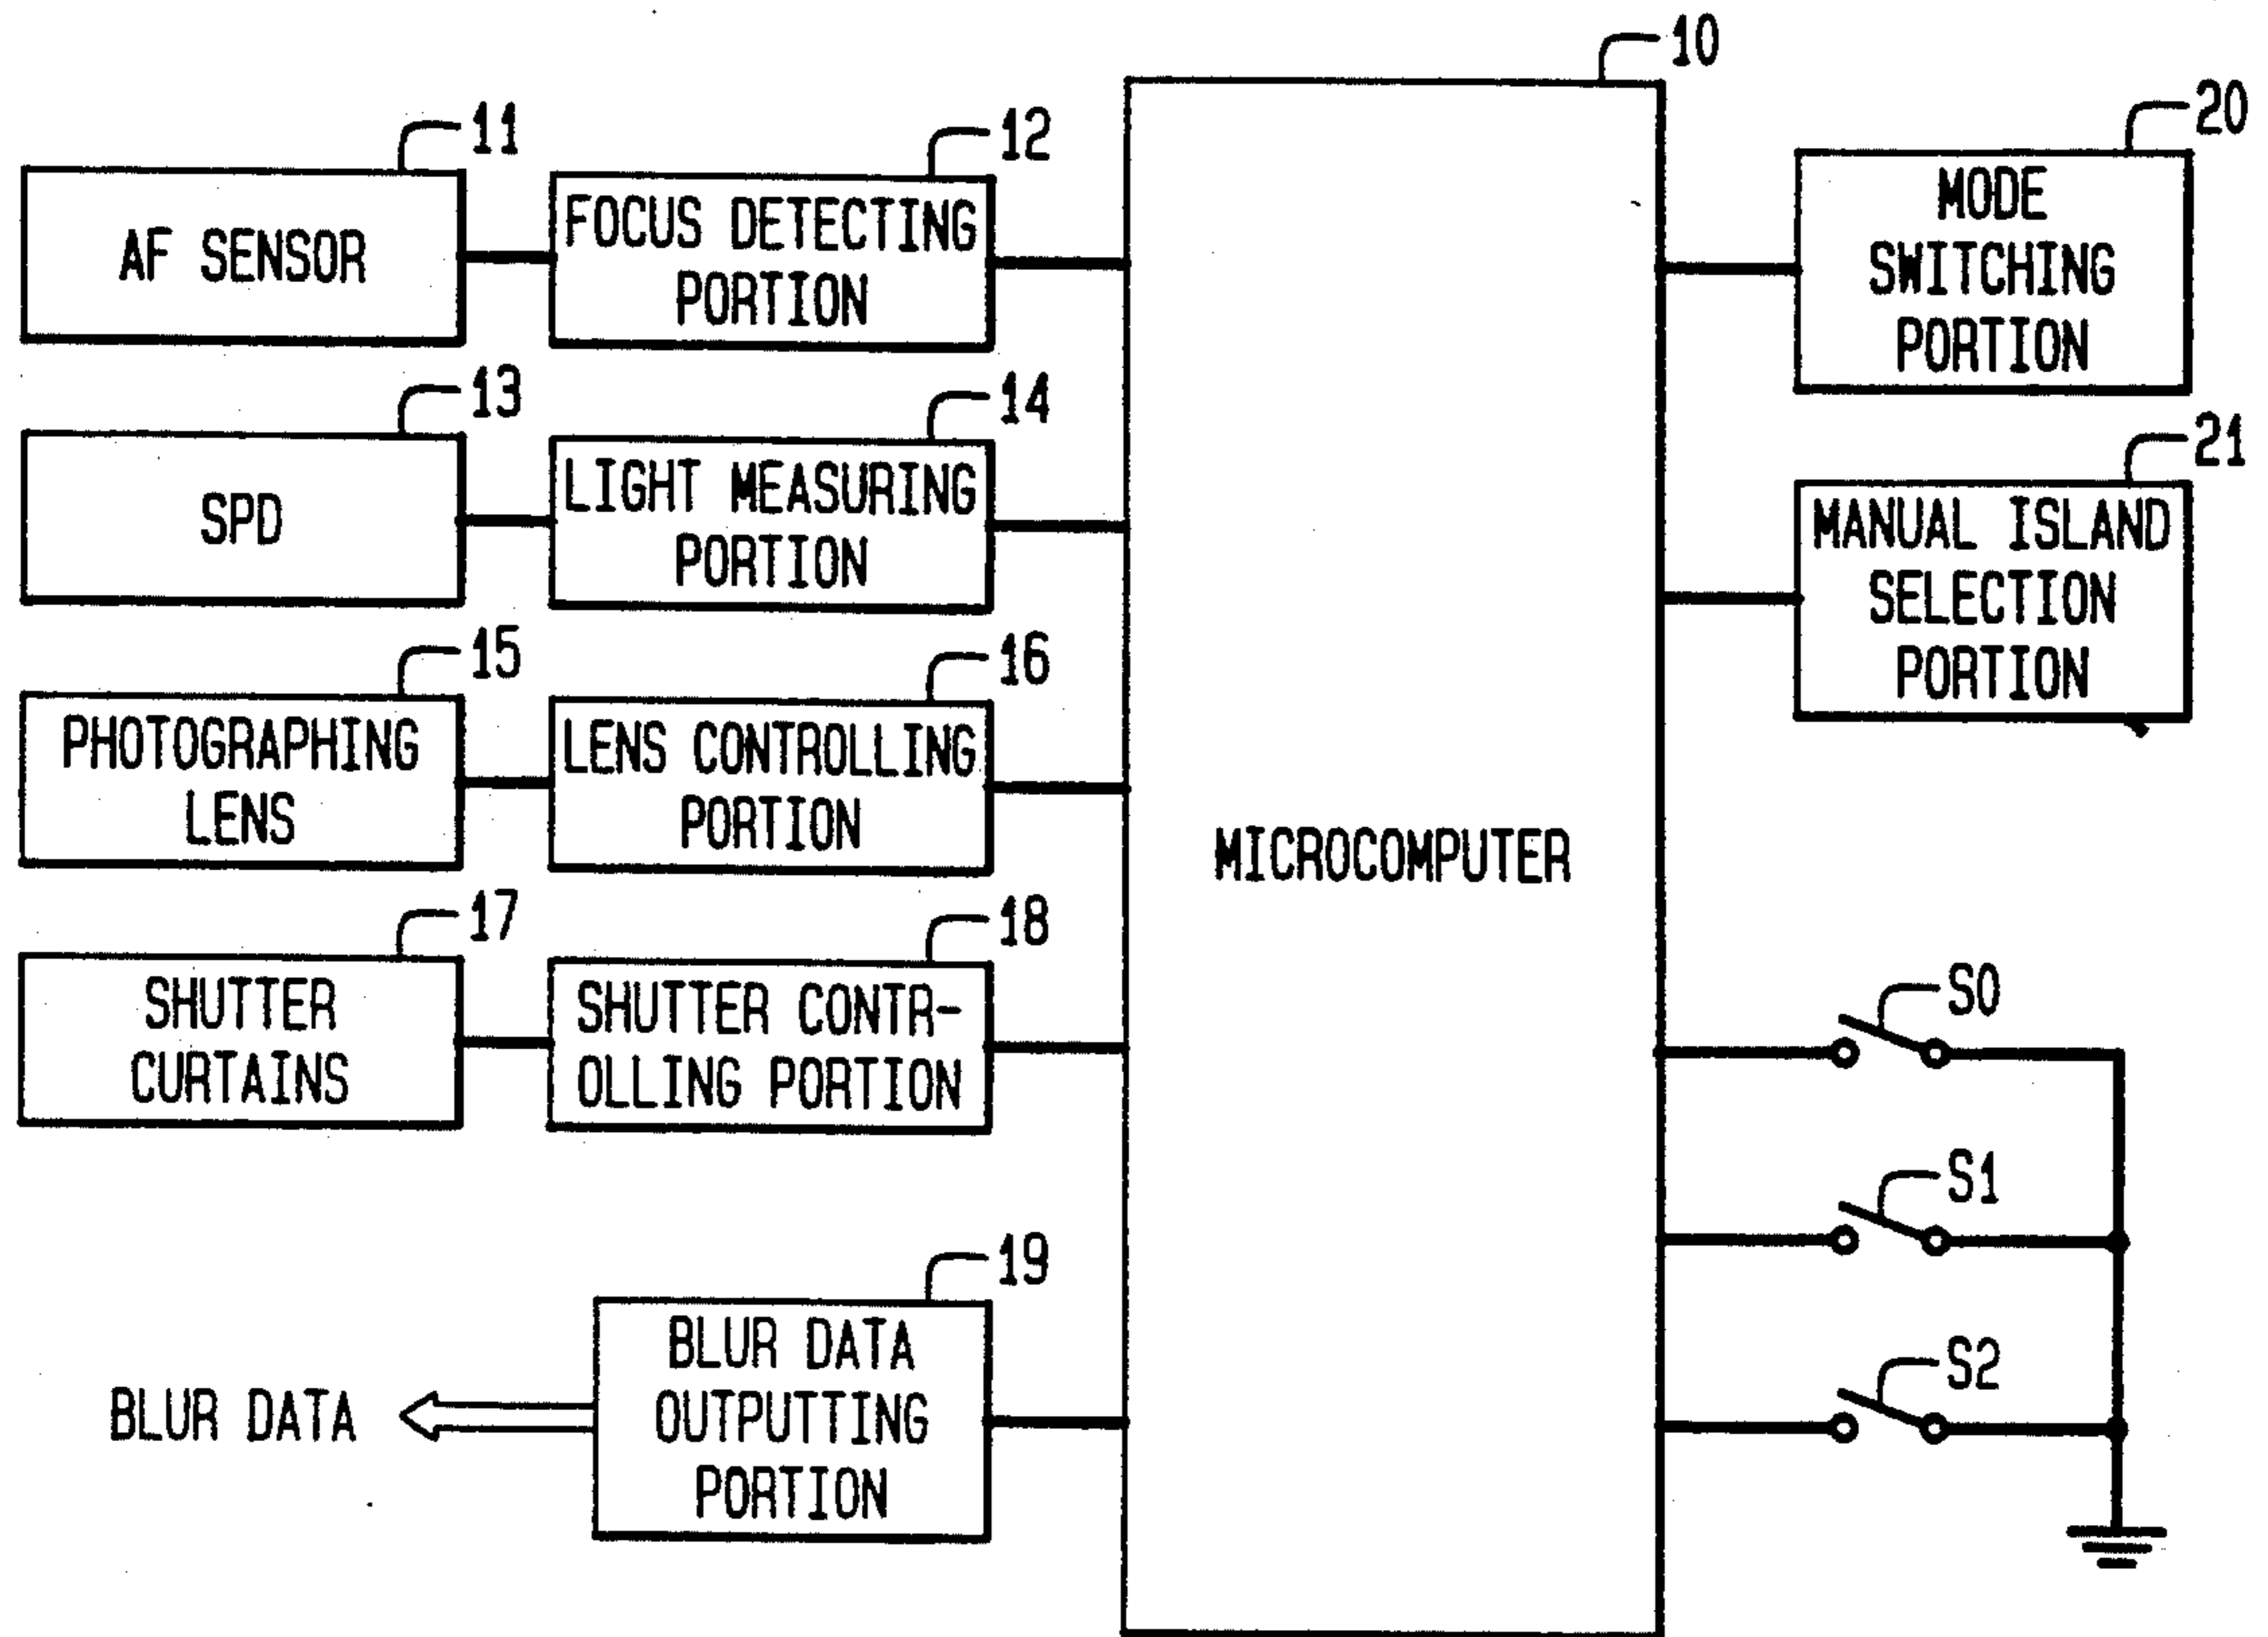 10
11
AF SENSOR
12
FOCUS DETECTING
PORTION
13
SPD
14
LIGHT MEASURING
PORTION
15
PHOTOGRAPHING
LENS
16
LENS CONTROLLING
PORTION
17
SHUTTER
CURTAINS
18
SHUTTER CONTR-
OLLING PORTION
19
BLUR DATA
OUTPUTTING
PORTION
BLUR DATA
MICROCOMPUTER
20
MODE
SWITCHING
PORTION
21
MANUAL ISLAND
SELECTION
PORTION
S0
S1
S2